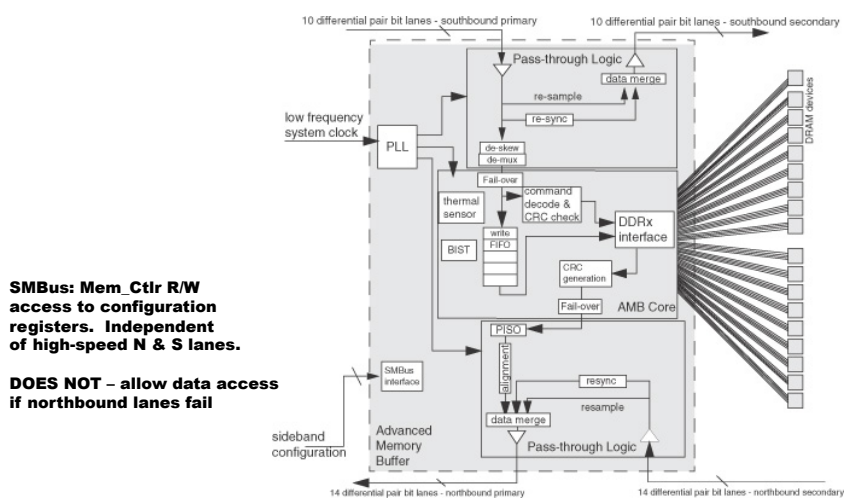 10 differential pair bit lanes - southbound primary
10 differential pair bit lanes - southbound secondary
Pass-through Logic
data merge
re-sample
re-sync
low frequency
system clock
PLL
de-skew
de-mux
DRAM devices
Fail-over
thermal
sensor
command
decode &
CRC check
DDRx
interface
write
FIFO
BIST
CRC
generation
Fail-over
AMB Core
SMBus: Mem_Ctlr R/W
access to configuration
registers. Independent
of high-speed N & S lanes.
DOES NOT – allow data access
if northbound lanes fail
PISO
alignment
SMBus
interface
resync
resample
data merge
sideband
configuration
Advanced
Memory
Buffer
Pass-through Logic
14 differential pair bit lanes - northbound primary
14 differential pair bit lanes - northbound secondary